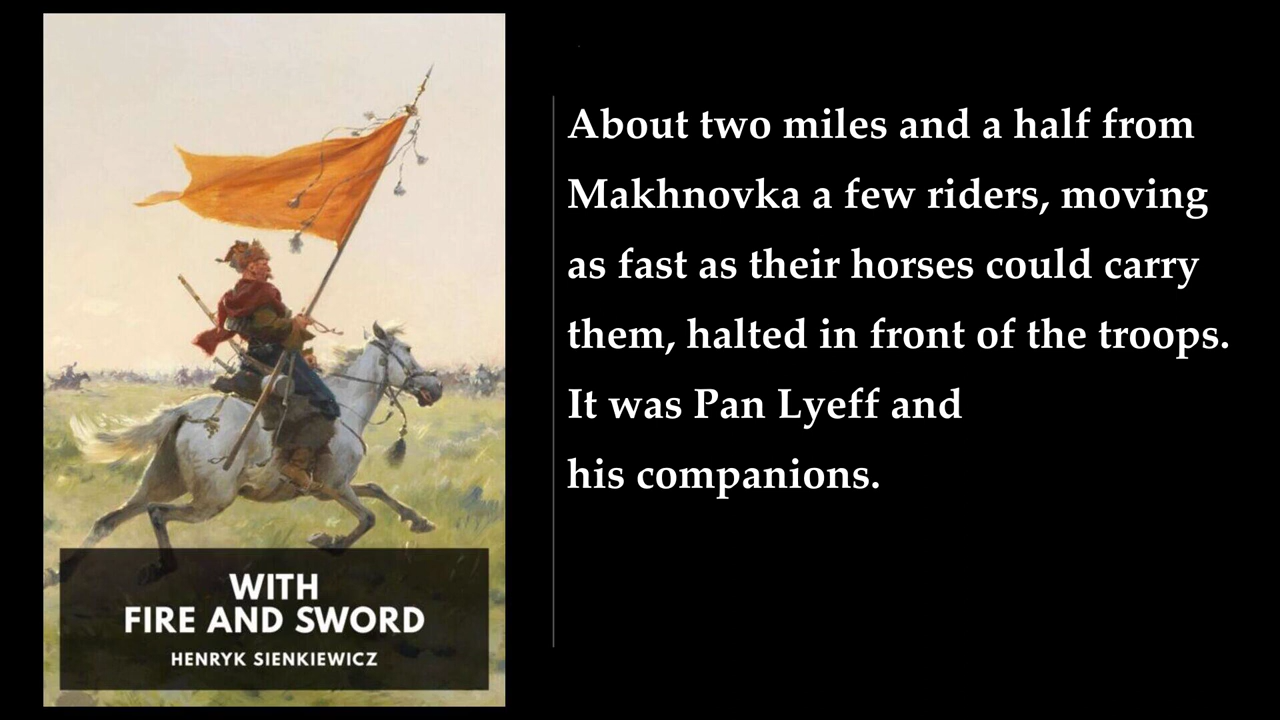 About two miles and a half from
Makhnovka a few riders, moving
as fast as their horses could carry
them, halted in front of the troops.
It was Pan Lyeff and
his companions.
WITH
FIRE AND SWORD
HENRYK SIENKIEWICZ